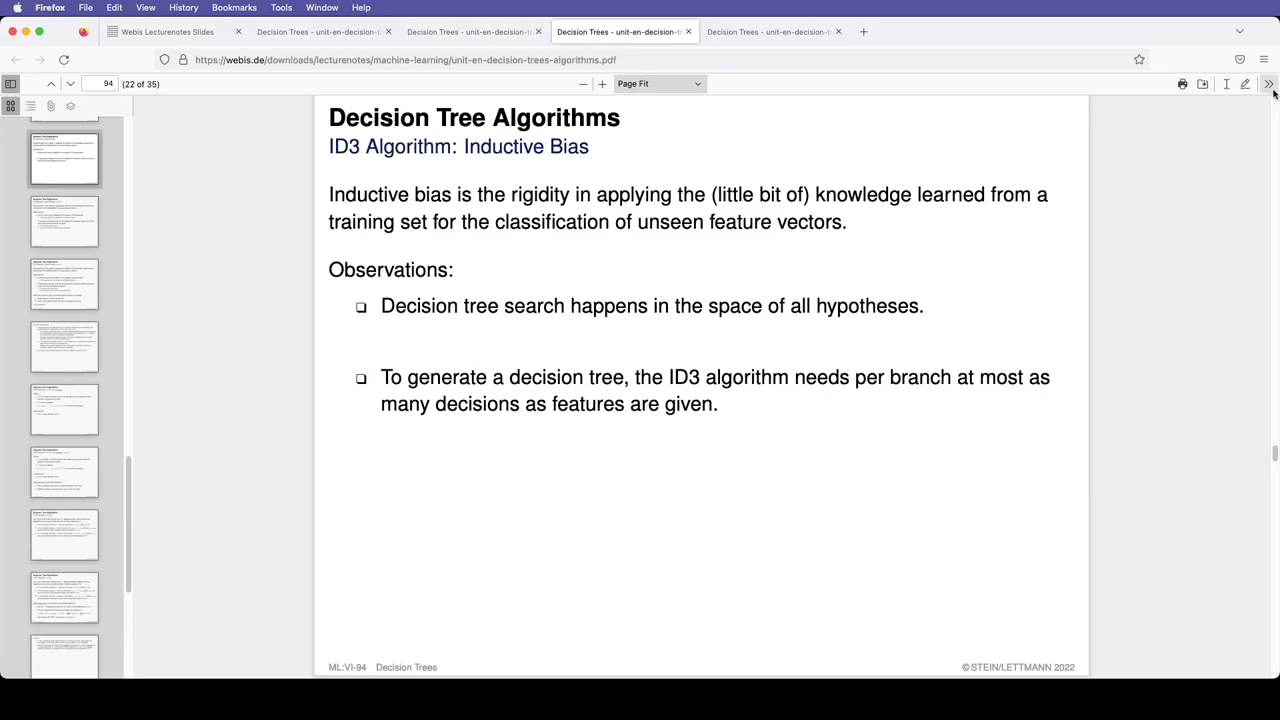 Firefox File Edit View History Bookmarks Tools Window Help
Webis Lecturenotes Slides
Decision Trees - unit-en-decision-t
Decision Trees - unit-en-decision-t
Decision Trees - unit-en-decision-tr
Decision Trees - unit-en-decision-t
https://webis.de/downloads/lecturenotes/machine-learning/unit-en-decision-trees-algorithms.pdf
94 (22 of 35)
Page Fit
Decision Tree Algorithms
ID3 Algorithm: Inductive Bias
Inductive bias is the rigidity in applying the (little bit of) knowledge learned from a
training set for the classification of unseen feature vectors.
Observations:
Decision tree search happens in the space of all hypotheses.
To generate a decision tree, the ID3 algorithm needs per branch at most as
many decisions as features are given.
ML:VI-94 Decision Trees
©STEIN/LETTMANN 2022